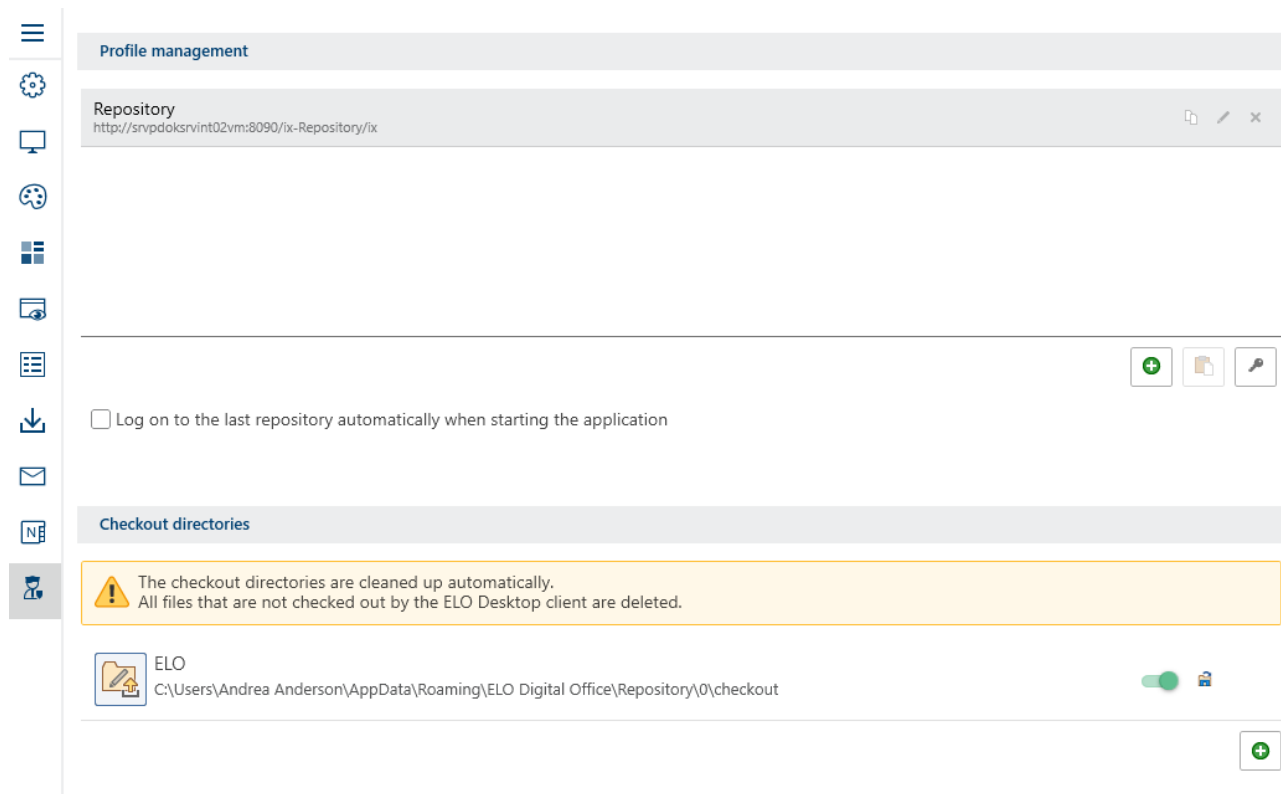 Profile management
Repository
http://srvpdoksrvint02vm:8090/ix-Repository/ix
Log on to the last repository automatically when starting the application
N
Checkout directories
The checkout directories are cleaned up automatically.
All files that are not checked out by the ELO Desktop client are deleted.
ELO
C:\Users\Andrea Anderson\AppData\Roaming\ELO Digital Office\Repository\0\checkout